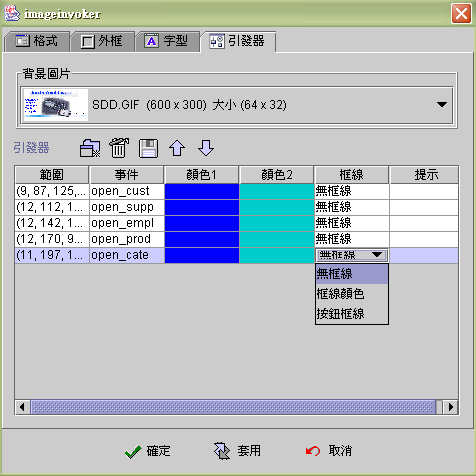 imageinvoker
格式 外框 字型 引發器
背景圖片
SDD.GIF (600 x 300) 大小 (64 x 32)
引發器
範圍 事件 顏色1 顏色2 框線 提示
(9, 87, 125,... open_cust 無框線
(12, 112, 1... open_supp 無框線
(12, 142, 1... open_empl 無框線
(12, 170, 9... open_prod 無框線
(11, 197, 1... open_cate 無框線
無框線
框線顏色
按鈕框線
確定 套用 取消